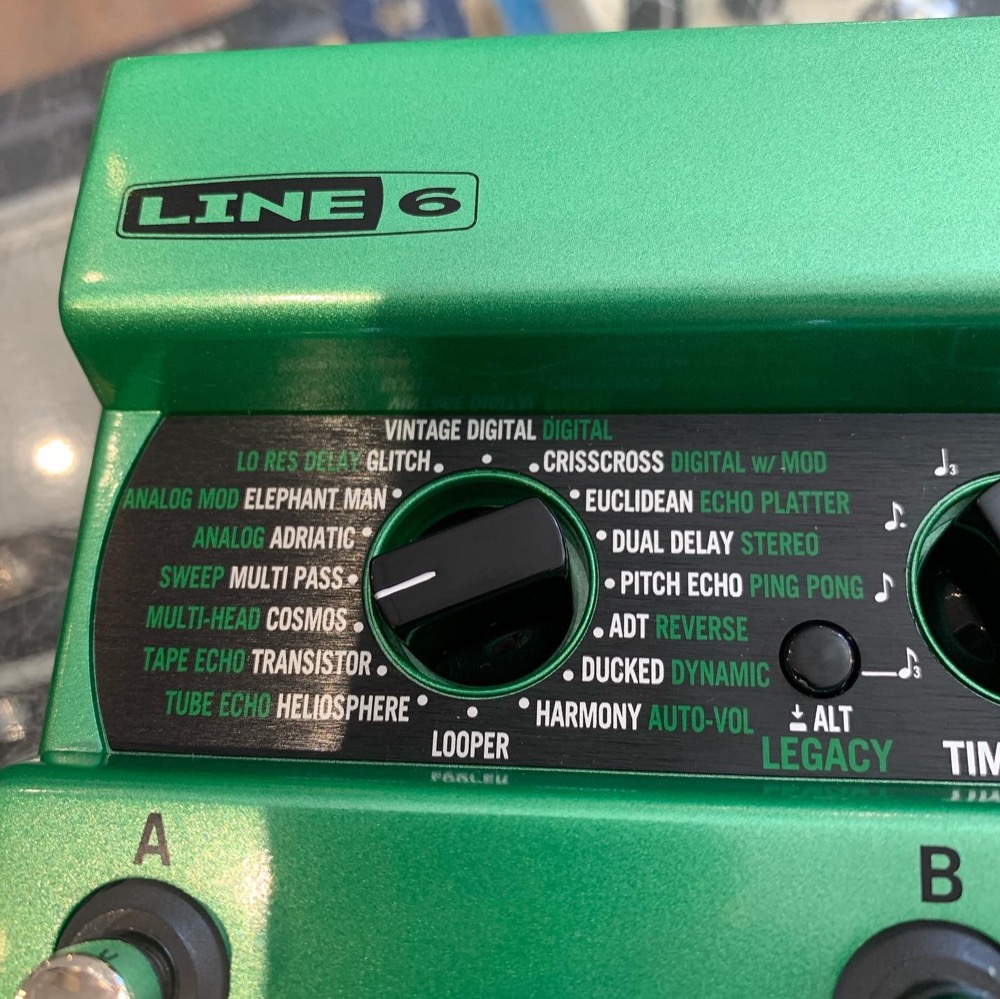 LINE 6
VINTAGE DIGITAL DIGITAL
LO RES DELAY GLITCH
CRISSCROSS DIGITAL w/ MOD
ANALOG MOD ELEPHANT MAN
EUCLIDEAN ECHO PLATTER
ANALOG ADRIATIC
DUAL DELAY STEREO
SWEEP MULTI PASS
PITCH ECHO PING PONG
MULTI-HEAD COSMOS
ADT REVERSE
TAPE ECHO TRANSISTOR
DUCKED DYNAMIC
TUBE ECHO HELIOSPHERE
HARMONY AUTO-VOL
LOOPER
ALT
LEGACY
TIM
3
3
A
B